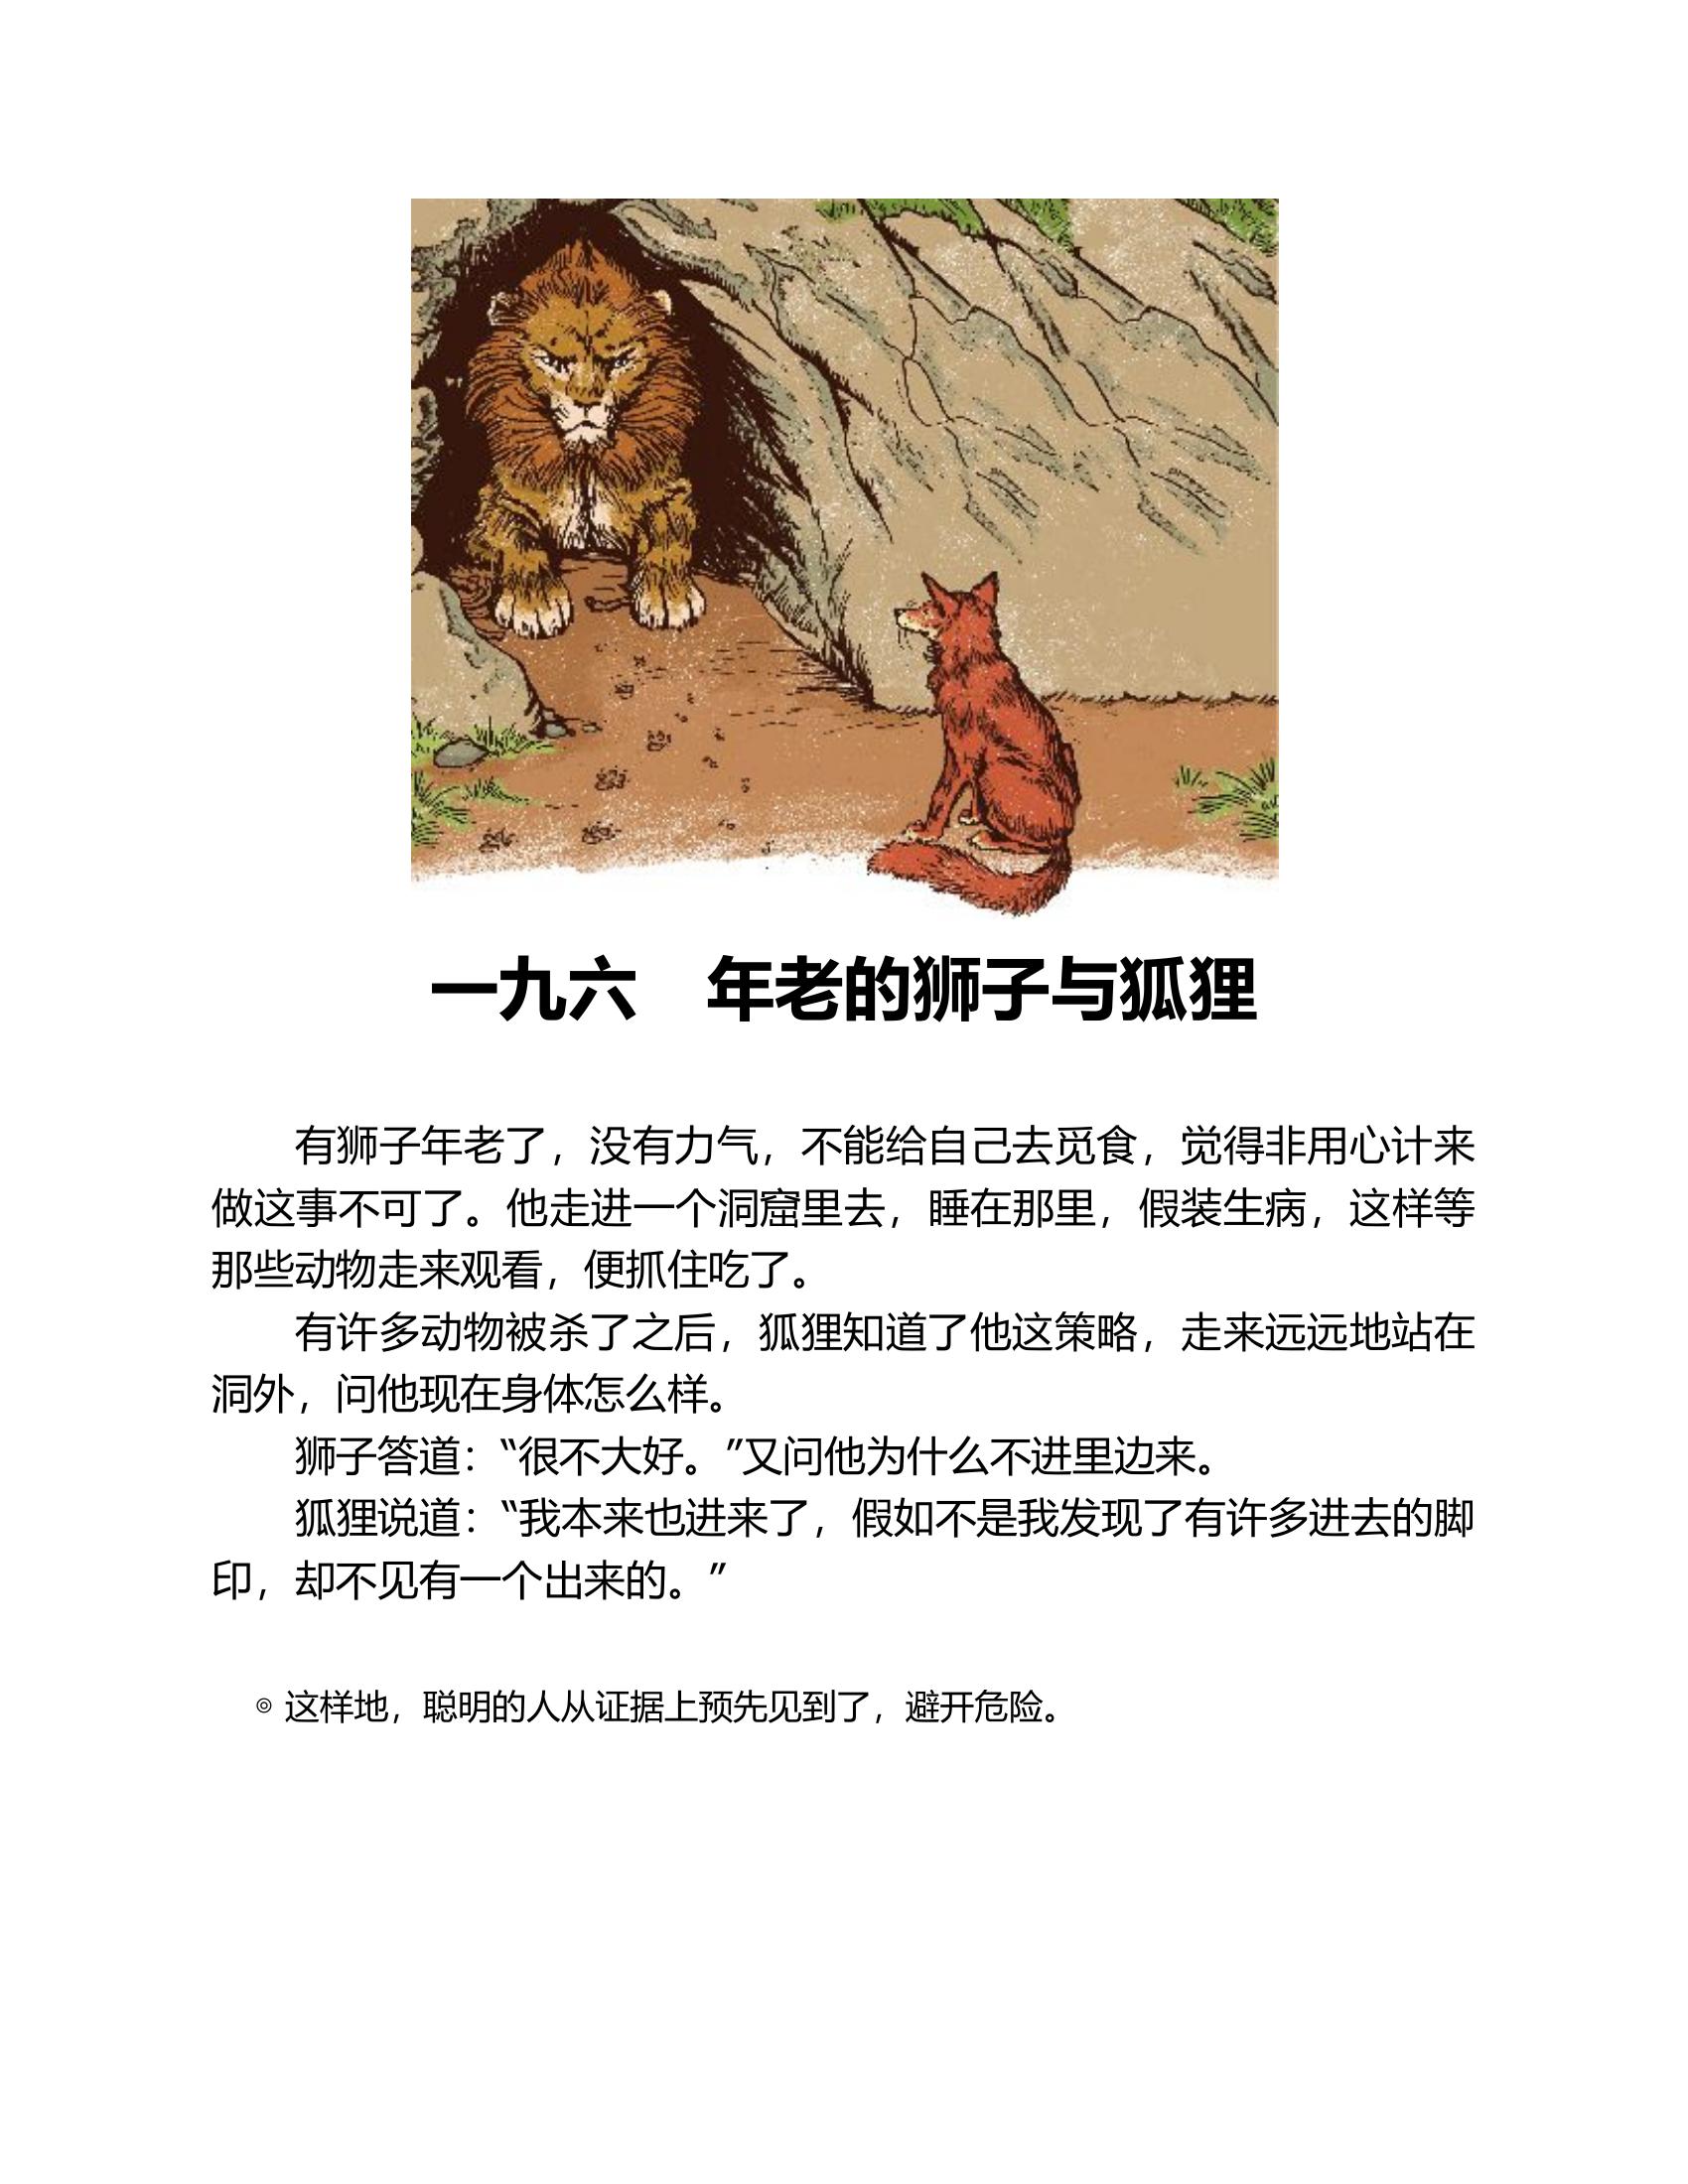 一九六　年老的狮子与狐狸
有狮子年老了，没有力气，不能给自己去觅食，觉得非用心计来
做这事不可了。他走进一个洞窟里去，睡在那里，假装生病，这样等
那些动物走来观看，便抓住吃了。
有许多动物被杀了之后，狐狸知道了他这策略，走来远远地站在
洞外，问他现在身体怎么样。
狮子答道：“很不大好。”又问他为什么不进里边来。
狐狸说道：“我本来也进来了，假如不是我发现了有许多进去的脚
印，却不见有一个出来的。”
◎ 这样地，聪明的人从证据上预先见到了，避开危险。